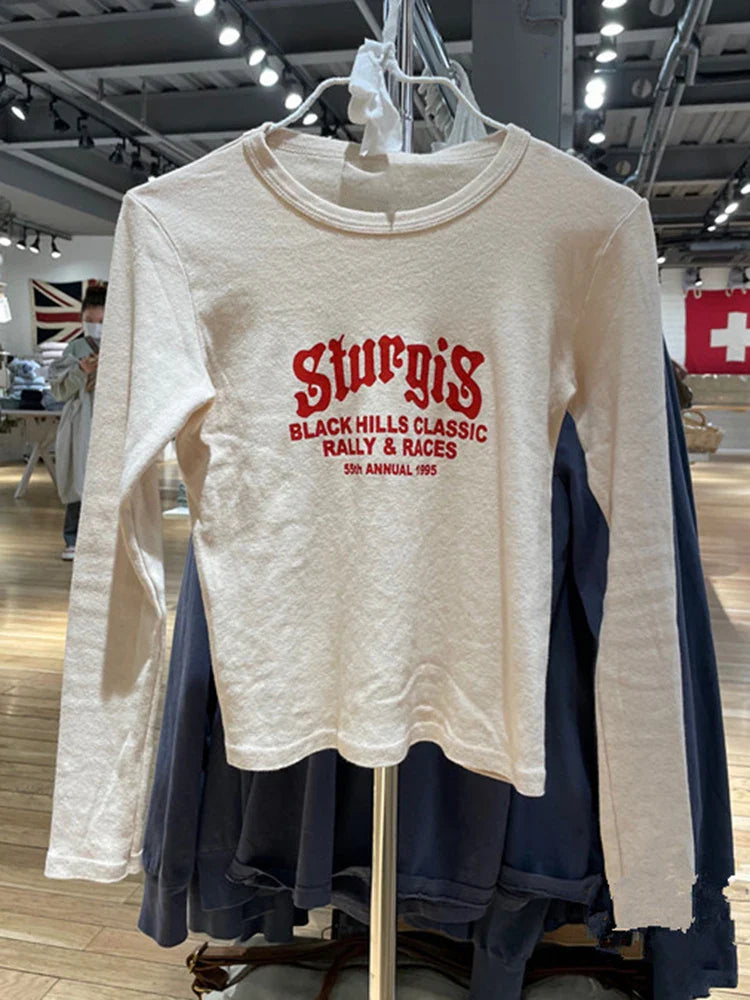 Sturgis
BLACK HILLS CLASSIC
RALLY & RACES
55th ANNUAL 1995